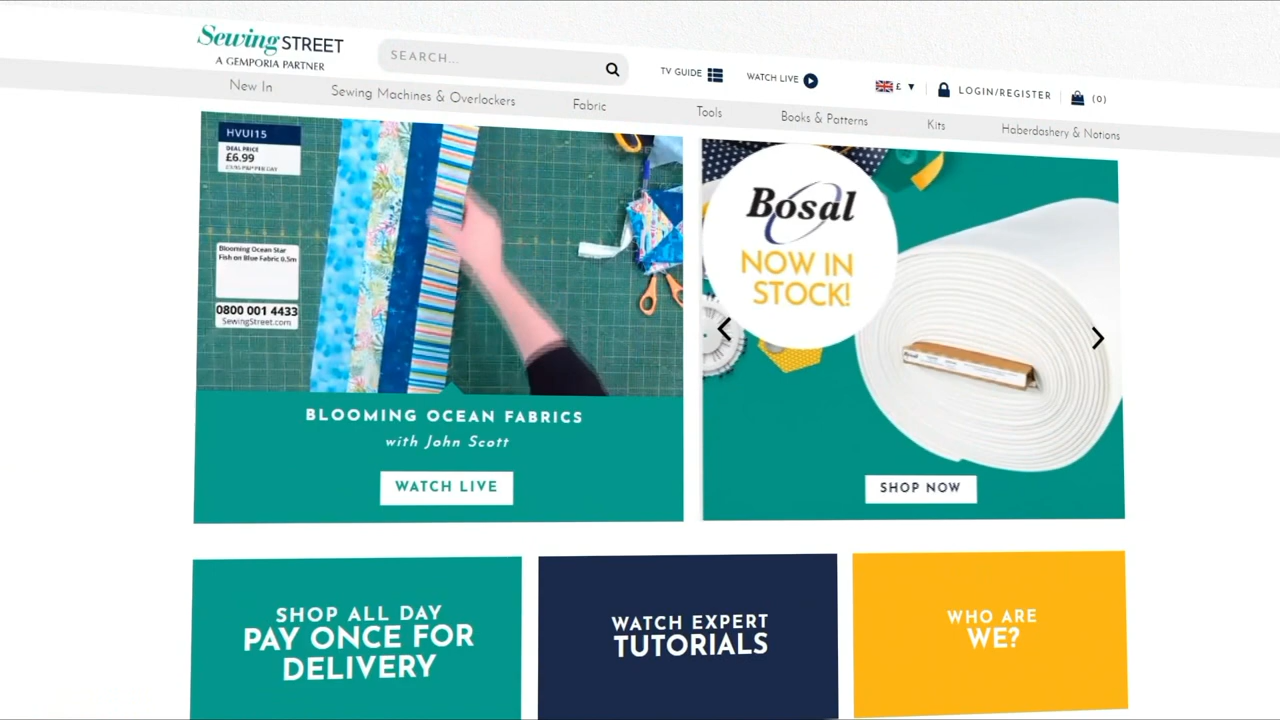 Sewing STREET
A GEMPORIA PARTNER
SEARCH...
TV GUIDE
WATCH LIVE
£
LOGIN/REGISTER
(0)
New In
Sewing Machines & Overlockers
Fabric
Tools
Books & Patterns
Kits
Haberdashery & Notions
HVUI15
DEAL PRICE
£6.99
Blooming Ocean Star
Fish on Blue Fabric 0.5m
0800 001 4433
SewingStreet.com
BLOOMING OCEAN FABRICS
with John Scott
WATCH LIVE
Bosal
NOW IN
STOCK!
SHOP NOW
SHOP ALL DAY
PAY ONCE FOR
DELIVERY
WATCH EXPERT
TUTORIALS
WHO ARE
WE?